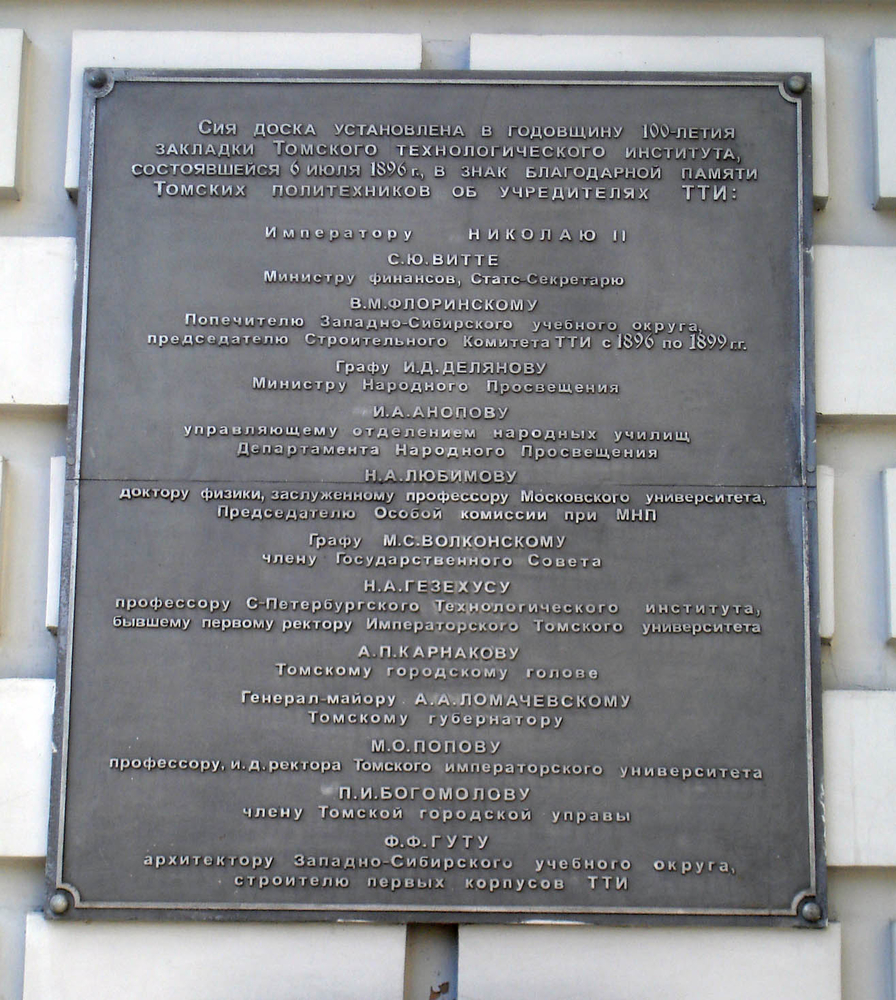 Сия доска установлена в годовщину 100-летия
закладки Томского технологического института,
состоявшейся 6 июля 1896 г., в знак благодарной памяти
Томских политехников об учредителях ТТИ:
Императору НИКОЛАЮ II
С.Ю.ВИТТЕ
Министру финансов, Статс-Секретарю
В.М.ФЛОРИНСКОМУ
Попечителю Западно-Сибирского учебного округа,
председателю Строительного Комитета ТТИ с 1896 по 1899 г.г.
Графу И.Д.ДЕЛЯНОВУ
Министру Народного Просвещения
И.А.АНОПОВУ
управляющему отделением народных училищ
Департамента Народного Просвещения
Н.А.ЛЮБИМОВУ
доктору физики, заслуженному профессору Московского университета,
Председателю Особой комиссии при МНП
Графу М.С.ВОЛКОНСКОМУ
члену Государственного Совета
Н.А.ГЕЗЕХУСУ
профессору С-Петербургского Технологического института,
бывшему первому ректору Императорского Томского университета
А.П.КАРНАКОВУ
Томскому городскому голове
Генерал-майору А.А.ЛОМАЧЕВСКОМУ
Томскому губернатору
М.О.ПОПОВУ
профессору, и.д.ректора Томского императорского университета
П.И.БОГОМОЛОВУ
члену Томской городской управы
Ф.Ф.ГУТУ
архитектору Западно-Сибирского учебного округа,
строителю первых корпусов ТТИ